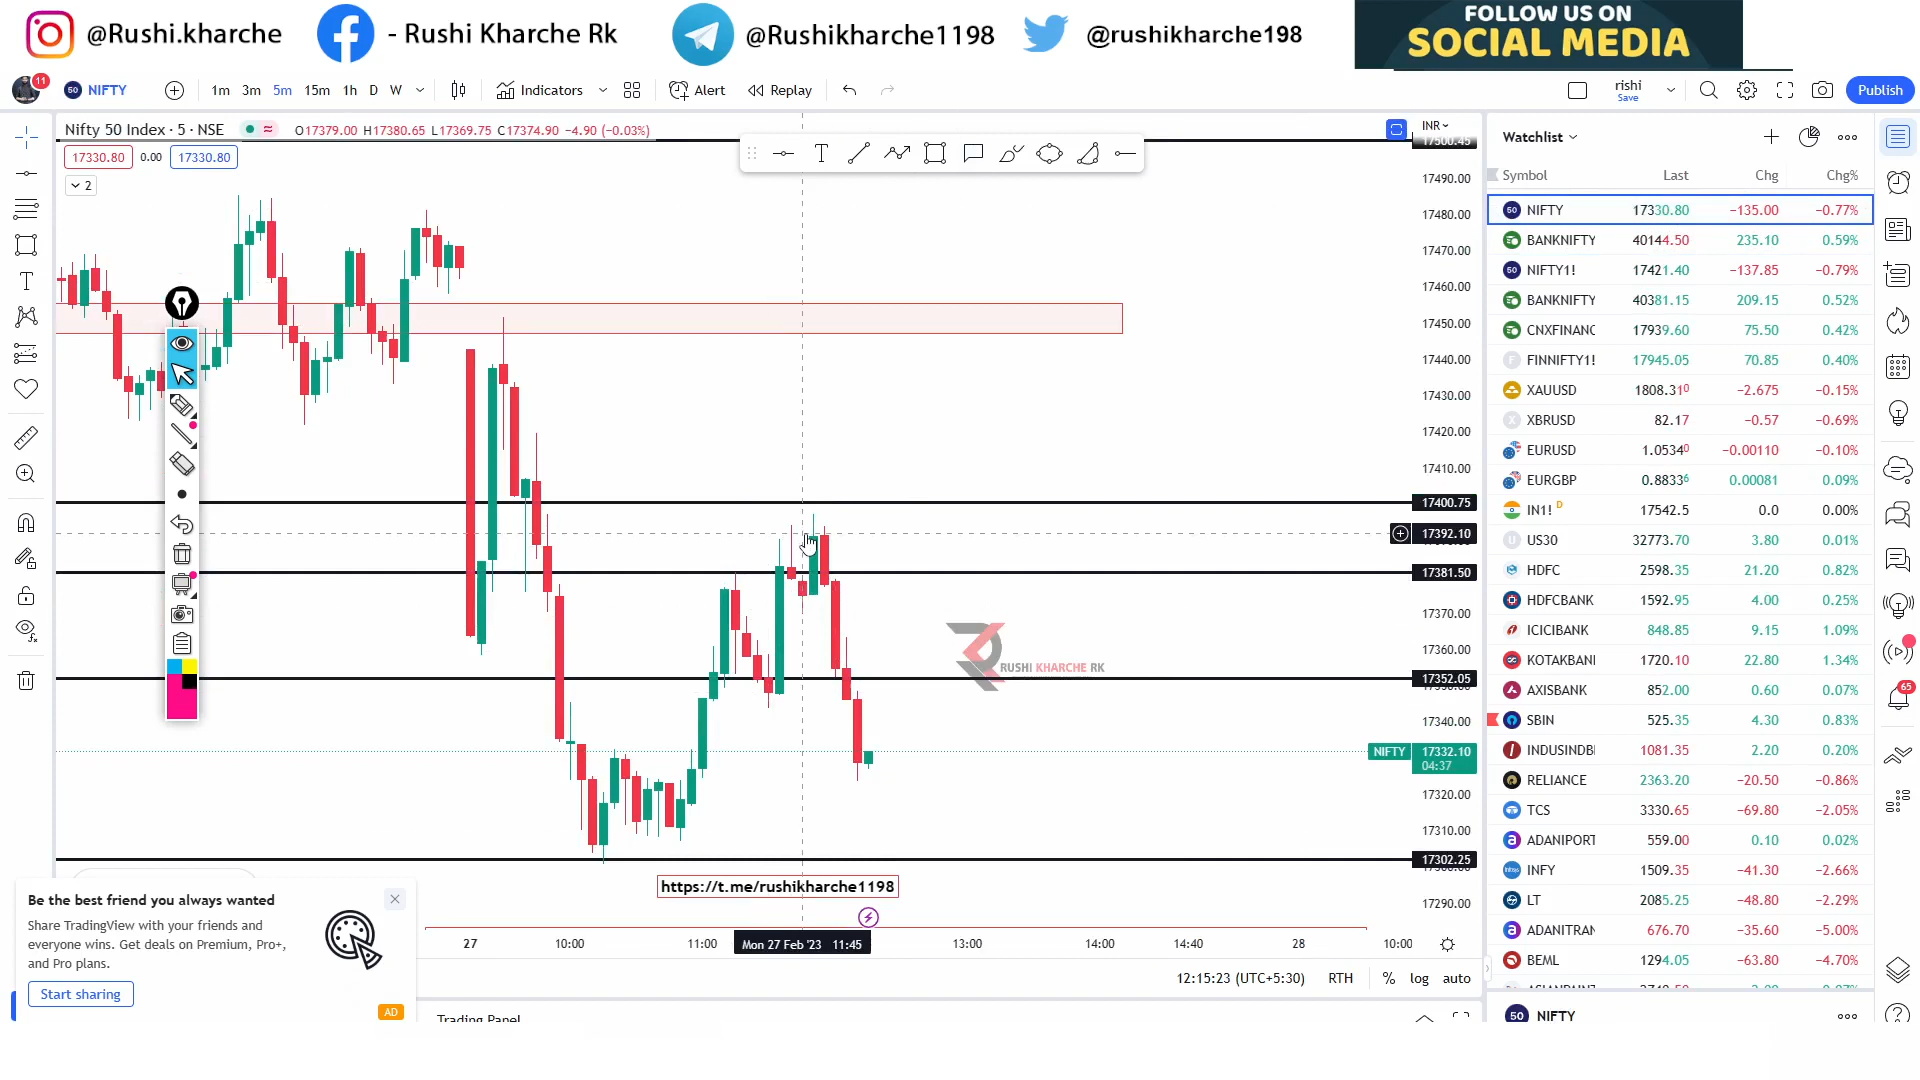 @Rushi.kharche - Rushi Kharche Rk @Rushikharche1198 @rushikharche198
FOLLOW US ON
SOCIAL MEDIA
11 50 NIFTY 1m 3m 5m 15m 1h D W Indicators Alert Replay rishi Save Publish
Nifty 50 Index · 5 · NSE O17379.00 H17380.65 L17369.75 C17374.90 −4.90 (−0.03%)
17330.80 0.00 17330.80
2
INR
17500.45
17490.00
17480.00
17470.00
17460.00
17450.00
17440.00
17430.00
17420.00
17410.00
17400.75
17392.10
17381.50
17370.00
17360.00
17352.05
17340.00
NIFTY 17332.10
04:37
17320.00
17310.00
17302.25
17290.00
RUSHI KHARCHE RK
https://t.me/rushikharche1198
27 10:00 11:00 Mon 27 Feb '23 11:45 13:00 14:00 14:40 28 10:00
12:15:23 (UTC+5:30) RTH % log auto
Trading Panel
Be the best friend you always wanted
Share TradingView with your friends and
everyone wins. Get deals on Premium, Pro+,
and Pro plans.
Start sharing
AD
Watchlist
Symbol Last Chg Chg%
50 NIFTY 17330.80 −135.00 −0.77%
BANKNIFTY 40144.50 235.10 0.59%
50 NIFTY1! 17421.40 −137.85 −0.79%
BANKNIFTY 40381.15 209.15 0.52%
CNXFINANC 17939.60 75.50 0.42%
F FINNIFTY1! 17945.05 70.85 0.40%
XAUUSD 1808.310 −2.675 −0.15%
X XBRUSD 82.17 −0.57 −0.69%
EURUSD 1.05340 −0.00110 −0.10%
EURGBP 0.88336 0.00081 0.09%
IN1! D 17542.5 0.0 0.00%
U US30 32773.70 3.80 0.01%
HDFC 2598.35 21.20 0.82%
HDFCBANK 1592.95 4.00 0.25%
ICICIBANK 848.85 9.15 1.09%
KOTAKBANI 1720.10 22.80 1.34%
AXISBANK 852.00 0.60 0.07%
SBIN 525.35 4.30 0.83%
INDUSINDBI 1081.35 2.20 0.20%
RELIANCE 2363.20 −20.50 −0.86%
TCS 3330.65 −69.80 −2.05%
a ADANIPORT 559.00 0.10 0.02%
INFY 1509.35 −41.30 −2.66%
LT 2085.25 −48.80 −2.29%
a ADANITRAN 676.70 −35.60 −5.00%
BEML 1294.05 −63.80 −4.70%
50 NIFTY
65